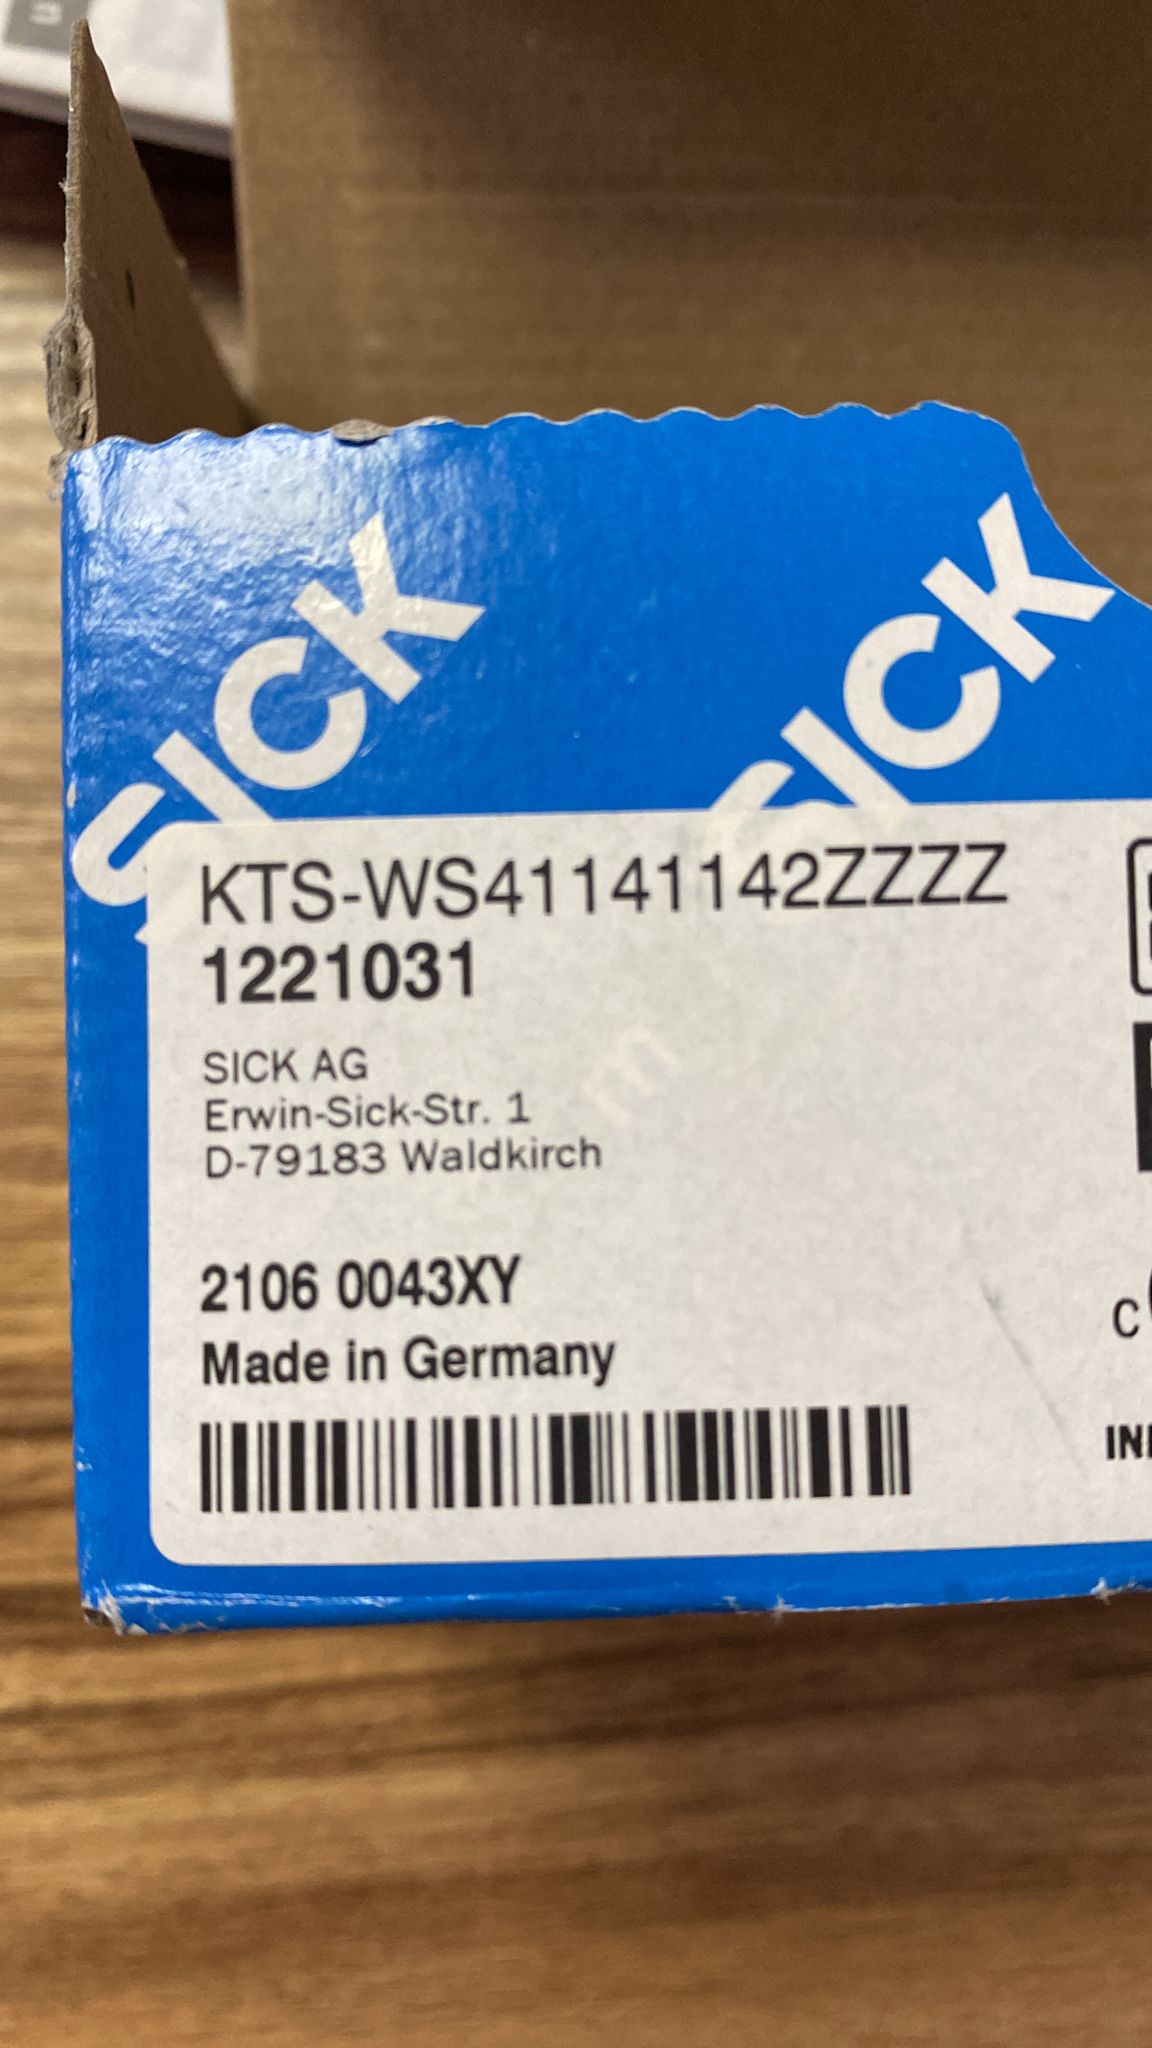 SICK
SICK
KTS-WS41141142ZZZZ
1221031
SICK AG
Erwin-Sick-Str. 1
D-79183 Waldkirch
2106 0043XY
Made in Germany
C